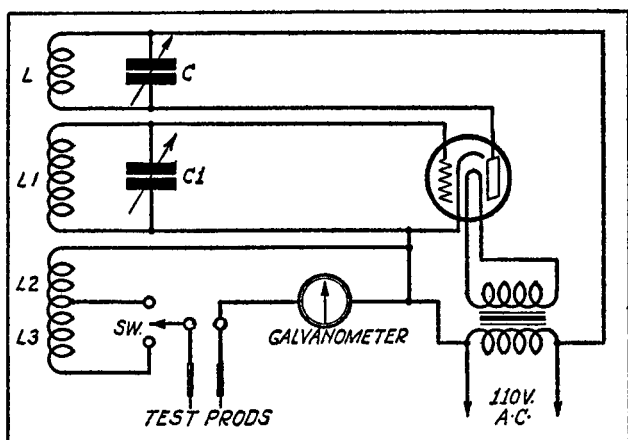 L
C
L1
C1
L2
L3
SW.
GALVANOMETER
TEST PRODS
110V.
A.C.